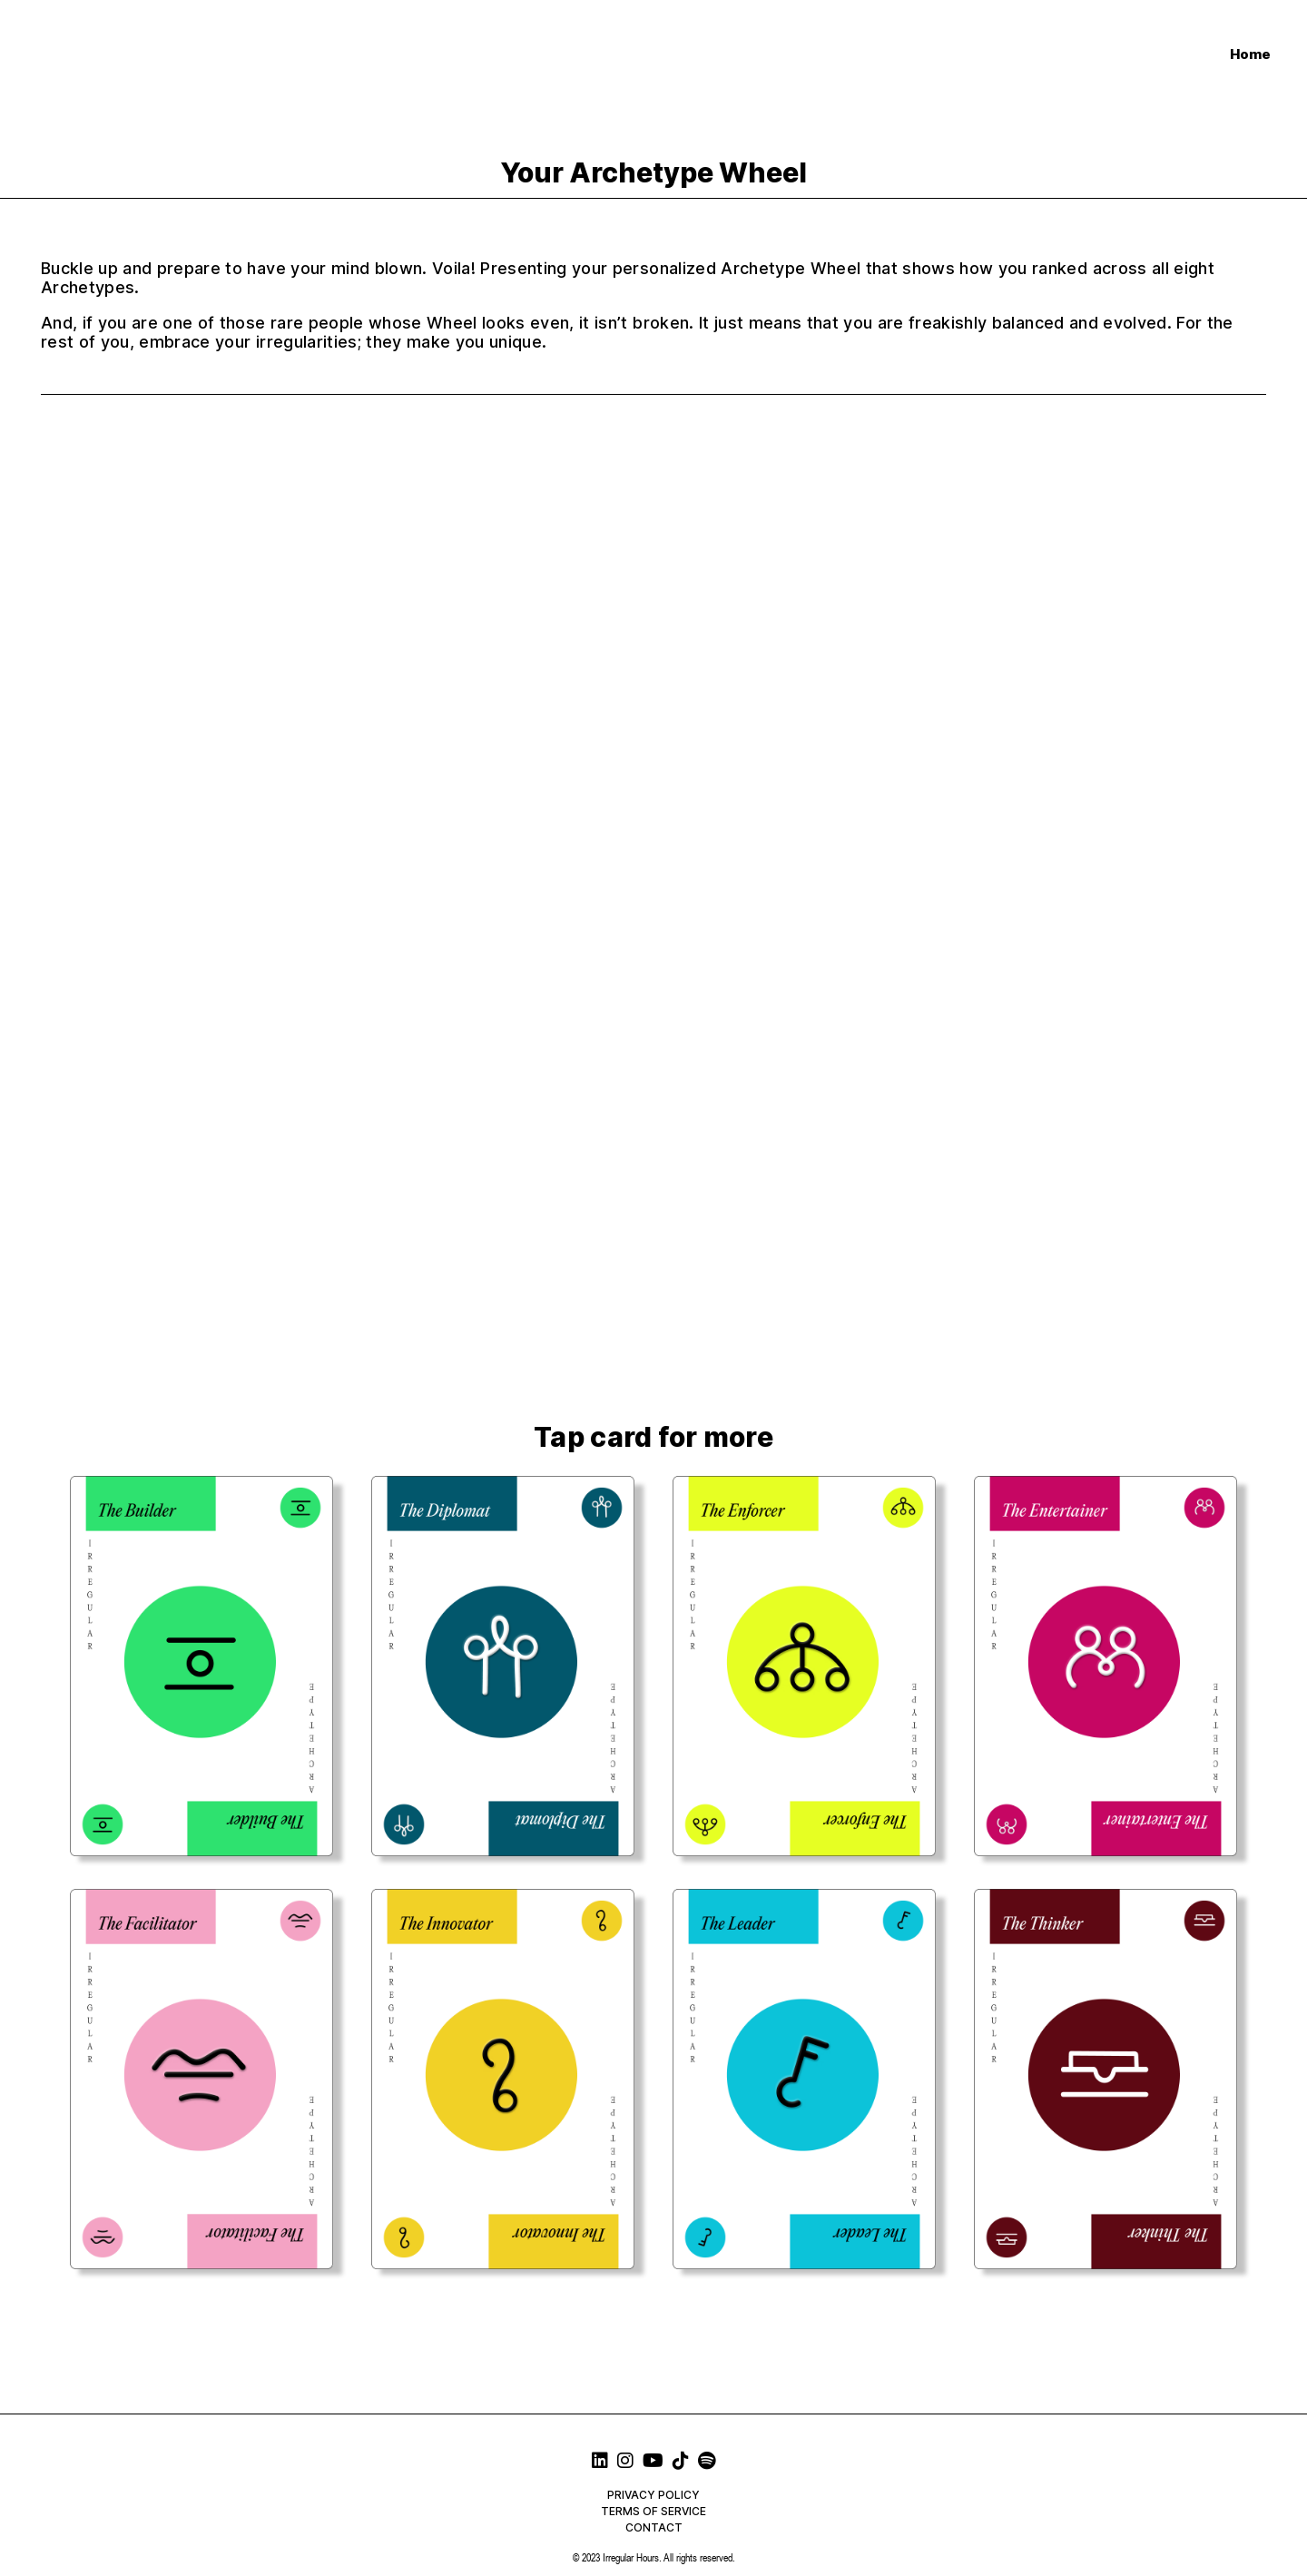 Home
Your Archetype Wheel
Buckle up and prepare to have your mind blown. Voila! Presenting your personalized Archetype Wheel that shows how you ranked across all eight
Archetypes.
And, if you are one of those rare people whose Wheel looks even, it isn’t broken. It just means that you are freakishly balanced and evolved. For the
rest of you, embrace your irregularities; they make you unique.
Tap card for more
The Builder
IRREGULAR
ARCHETYPE
The Builder
The Diplomat
IRREGULAR
ARCHETYPE
The Diplomat
The Enforcer
IRREGULAR
ARCHETYPE
The Enforcer
The Entertainer
IRREGULAR
ARCHETYPE
The Entertainer
The Facilitator
IRREGULAR
ARCHETYPE
The Facilitator
The Innovator
IRREGULAR
ARCHETYPE
The Innovator
The Leader
IRREGULAR
ARCHETYPE
The Leader
The Thinker
IRREGULAR
ARCHETYPE
The Thinker
PRIVACY POLICY
TERMS OF SERVICE
CONTACT
© 2023 Irregular Hours. All rights reserved.